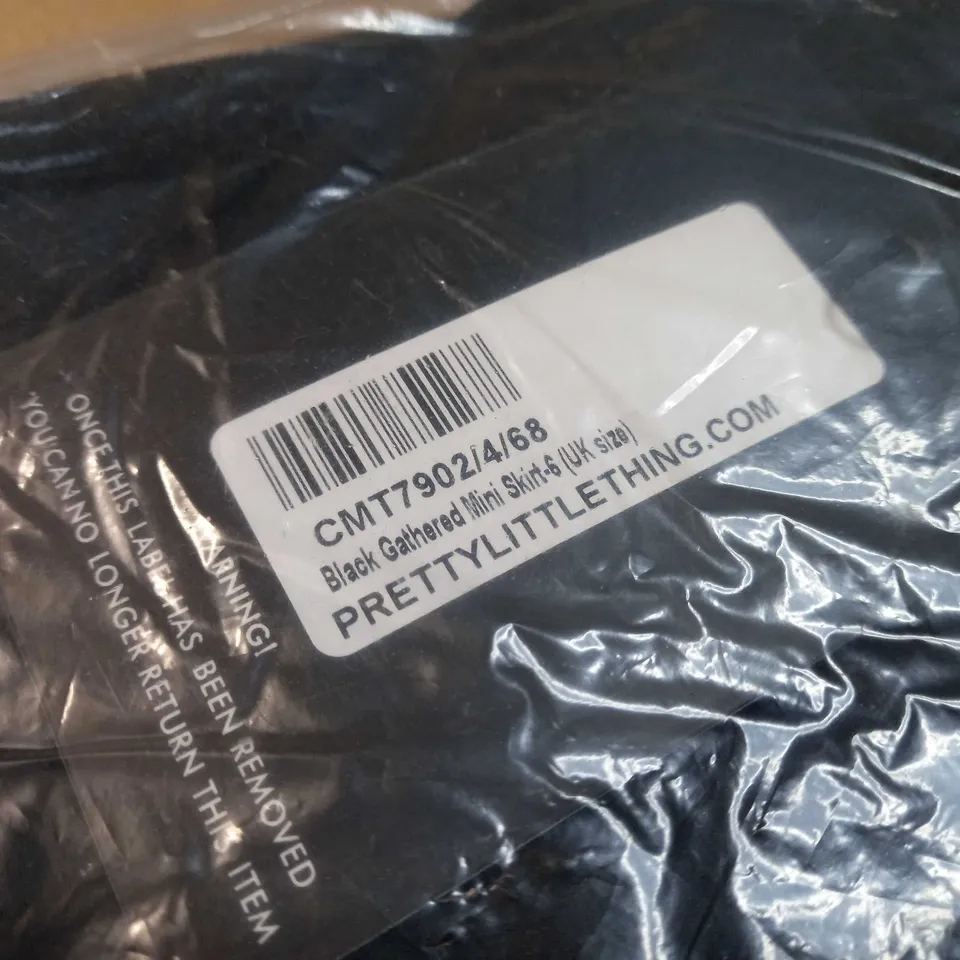 CMT7902/4/68
Black Gathered Mini Skirt-6 (UK size)
PRETTYLITTLETHING.COM
WARNING!
ONCE THIS LABEL HAS BEEN REMOVED
YOU CAN NO LONGER RETURN THIS ITEM